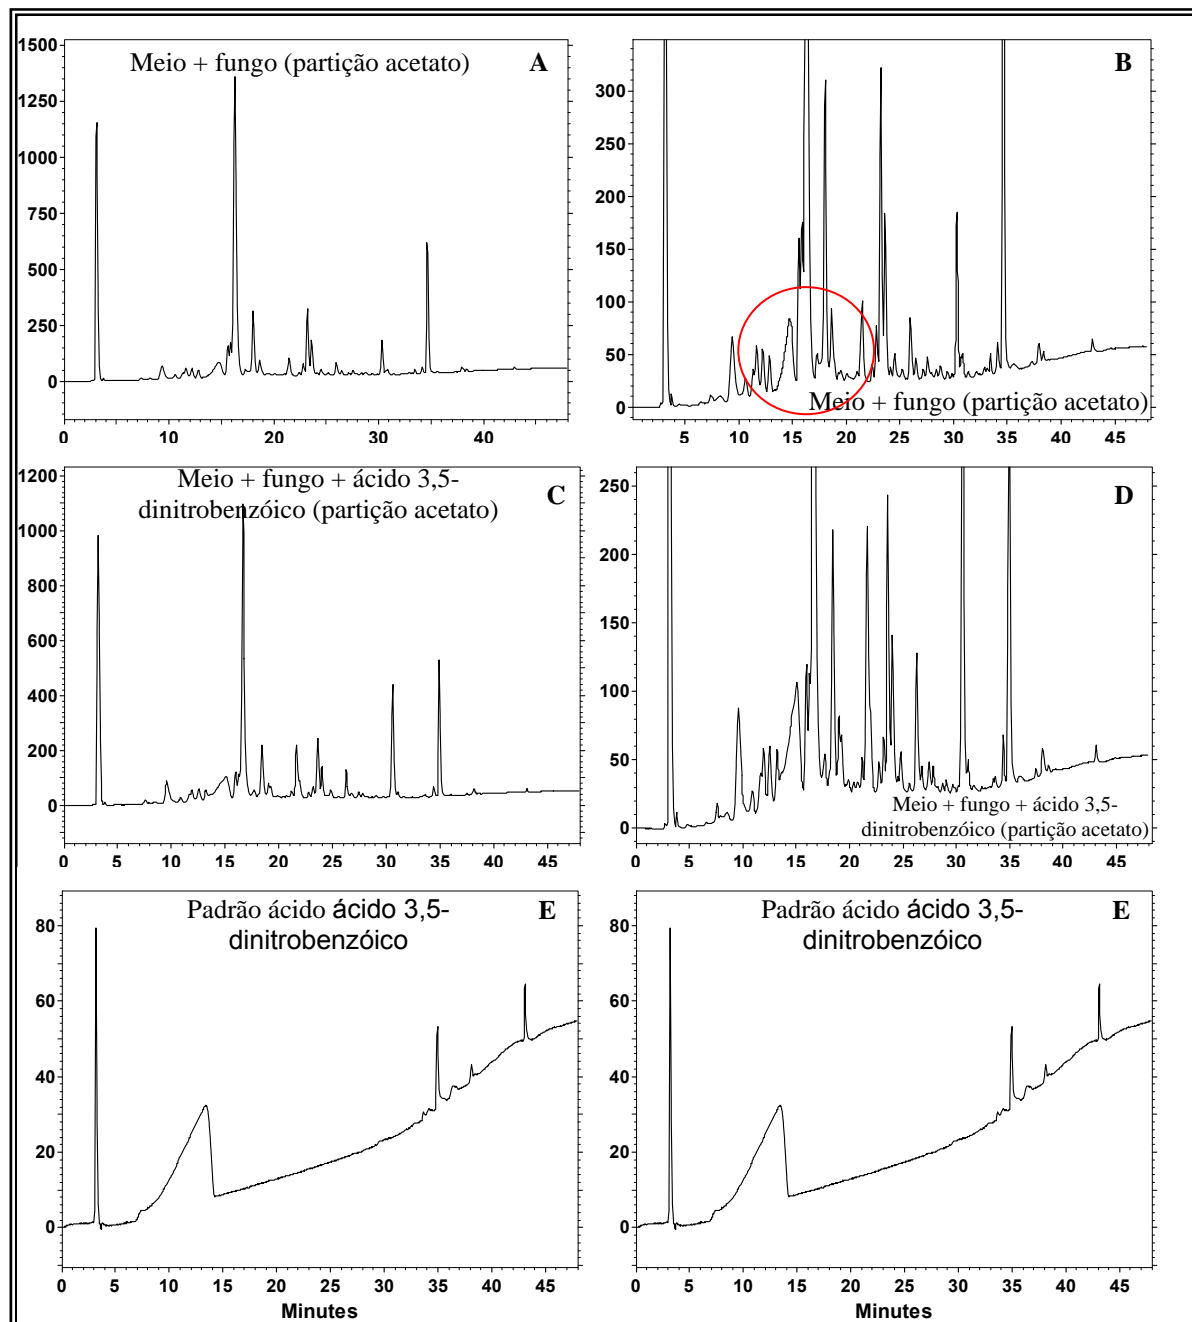 Meio + fungo (partição acetato) A
1500
1250
1000
750
500
250
0
0 10 20 30 40
B
300
250
200
150
100
50
0
Meio + fungo (partição acetato)
5 10 15 20 25 30 35 40 45
Meio + fungo + ácido 3,5-
dinitrobenzóico (partição acetato)
C
1200
1000
800
600
400
200
0
0 5 10 15 20 25 30 35 40 45
D
250
200
150
100
50
0
Meio + fungo + ácido 3,5-
dinitrobenzóico (partição acetato)
0 5 10 15 20 25 30 35 40 45
Padrão ácido ácido 3,5-
dinitrobenzóico
E
80
60
40
20
0
0 5 10 15 20 25 30 35 40 45
Minutes
Padrão ácido ácido 3,5-
dinitrobenzóico
E
80
60
40
20
0
0 5 10 15 20 25 30 35 40 45
Minutes